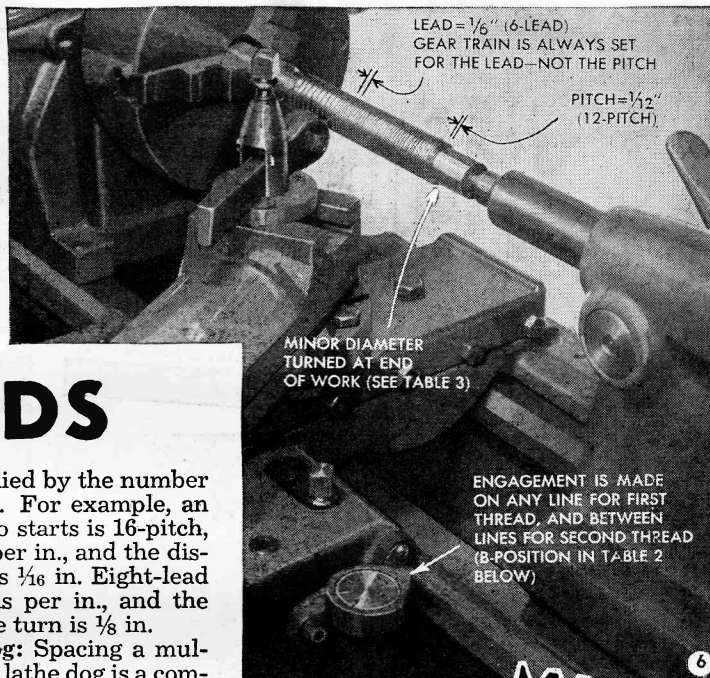 LEAD=⅙" (6-LEAD)
GEAR TRAIN IS ALWAYS SET
FOR THE LEAD—NOT THE PITCH
PITCH=1/12"
(12-PITCH)
MINOR DIAMETER
TURNED AT END
OF WORK (SEE TABLE 3)
ENGAGEMENT IS MADE
ON ANY LINE FOR FIRST
THREAD, AND BETWEEN
LINES FOR SECOND THREAD
(B-POSITION IN TABLE 2
BELOW)
6
DS
ied by the number
. For example, an
o starts is 16-pitch,
per in., and the dis-
s 1/16 in. Eight-lead
s per in., and the
e turn is ⅛ in.
g: Spacing a mul-
lathe dog is a com-